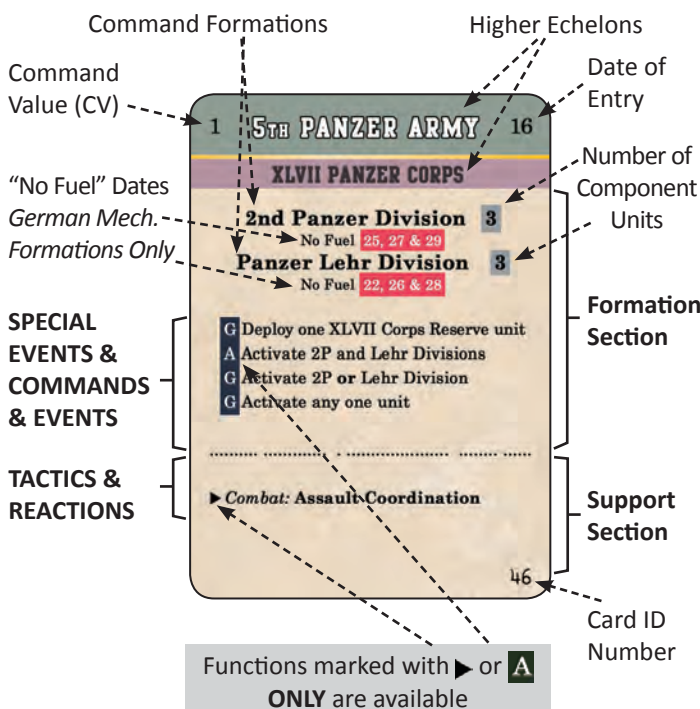 Command Formations
Higher Echelons
Command
Value (CV)
Date of
Entry
1 5TH PANZER ARMY 16
XLVII PANZER CORPS
Number of
Component
Units
"No Fuel" Dates
German Mech.
Formations Only
2nd Panzer Division 3
No Fuel 25, 27 & 29
Panzer Lehr Division 3
No Fuel 22, 26 & 28
SPECIAL
EVENTS &
COMMANDS
& EVENTS
G Deploy one XLVII Corps Reserve unit
A Activate 2P and Lehr Divisions
G Activate 2P or Lehr Division
G Activate any one unit
Formation
Section
TACTICS &
REACTIONS
▶ Combat: Assault Coordination
Support
Section
46
Card ID
Number
Functions marked with ▶ or A
ONLY are available